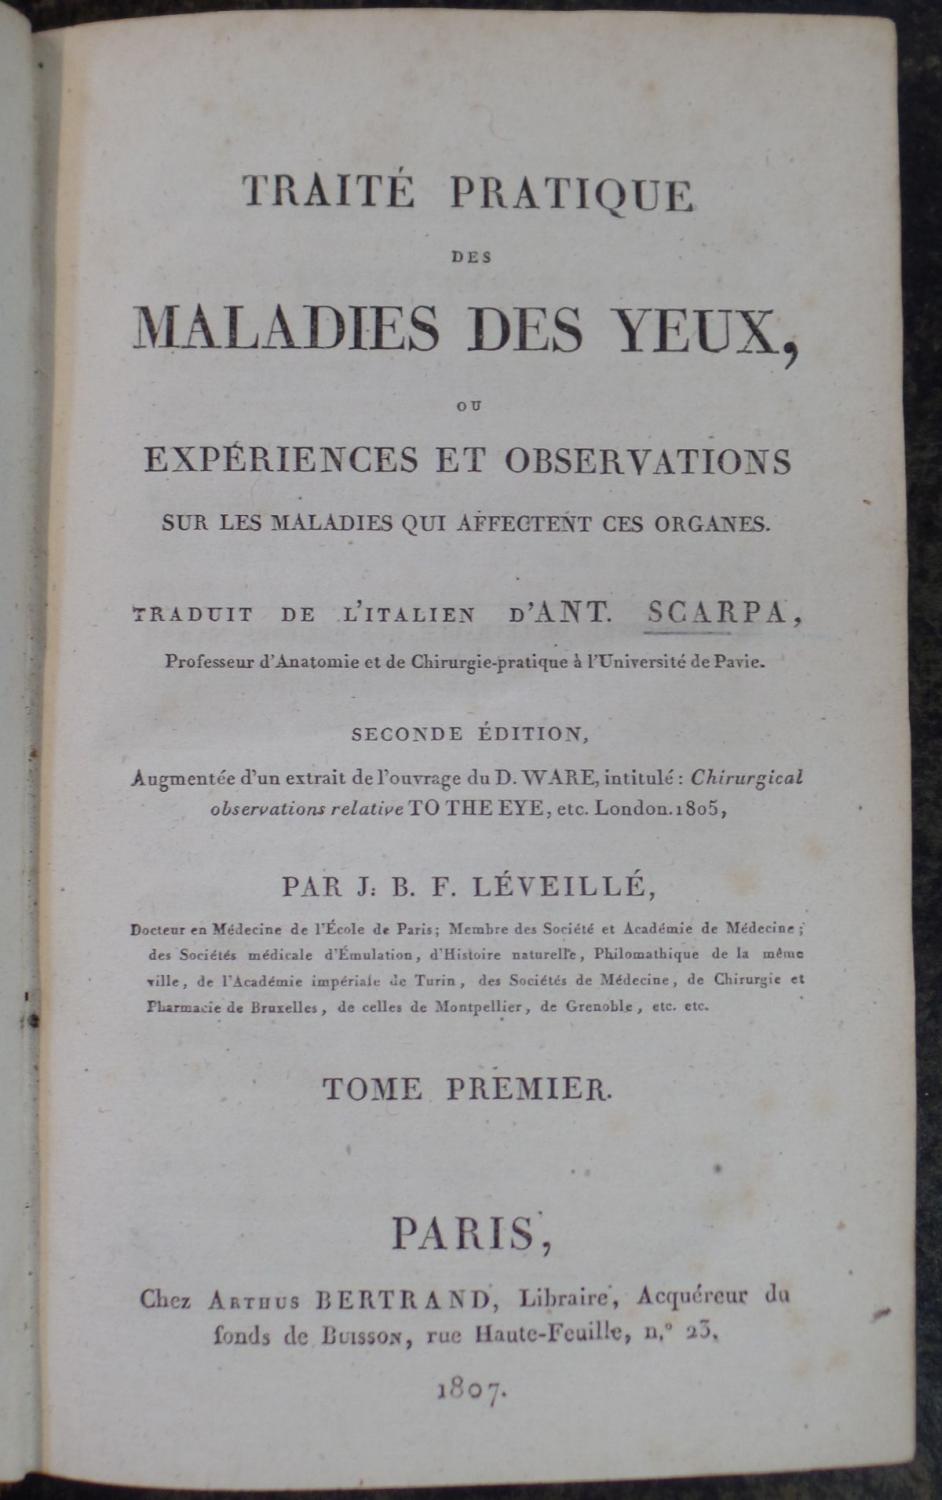 TRAITÉ PRATIQUE
DES
MALADIES DES YEUX,
OU
EXPÉRIENCES ET OBSERVATIONS
SUR LES MALADIES QUI AFFECTENT CES ORGANES.
TRADUIT DE L'ITALIEN D'ANT. SCARPA,
Professeur d'Anatomie et de Chirurgie-pratique à l'Université de Pavie.
SECONDE ÉDITION,
Augmentée d'un extrait de l'ouvrage du D. WARE, intitulé : Chirurgical
observations relative TO THE EYE, etc. London. 1805,
PAR J. B. F. LÉVEILLÉ,
Docteur en Médecine de l'École de Paris; Membre des Société et Académie de Médecine;
des Sociétés médicale d'Émulation, d'Histoire naturelle, Philomathique de la même
ville, de l'Académie impériale de Turin, des Sociétés de Médecine, de Chirurgie et
Pharmacie de Bruxelles, de celles de Montpellier, de Grenoble, etc. etc.
TOME PREMIER.
PARIS,
Chez ARTHUS BERTRAND, Libraire, Acquéreur du
fonds de BUISSON, rue Haute-Feuille, n.° 23.
1807.